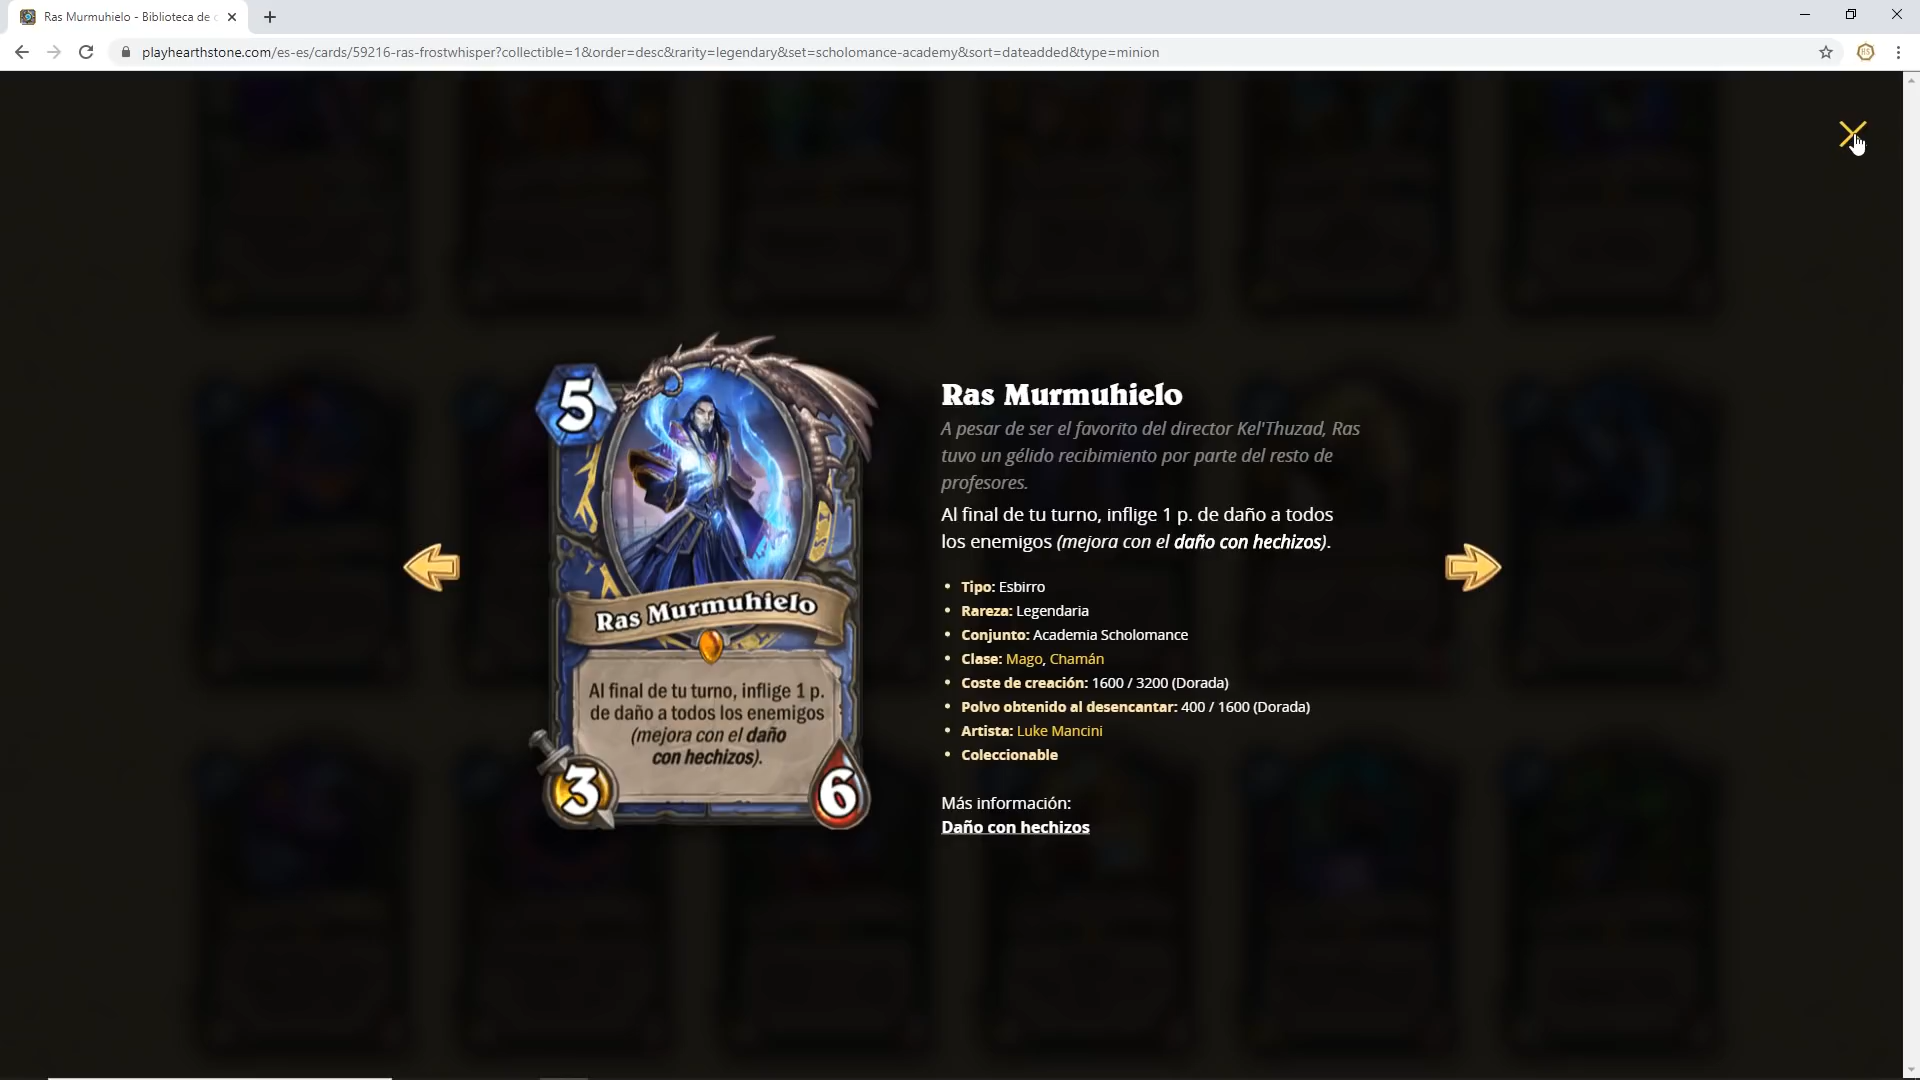 Ras Murmuhielo - Biblioteca de c
playhearthstone.com/es-es/cards/59216-ras-frostwhisper?collectible=1&order=desc&rarity=legendary&set=scholomance-academy&sort=dateadded&type=minion
5
Ras Murmuhielo
Al final de tu turno, inflige 1 p.
de daño a todos los enemigos
(mejora con el daño
con hechizos).
3
6
Ras Murmuhielo
A pesar de ser el favorito del director Kel'Thuzad, Ras
tuvo un gélido recibimiento por parte del resto de
profesores.
Al final de tu turno, inflige 1 p. de daño a todos
los enemigos (mejora con el daño con hechizos).
• Tipo: Esbirro
• Rareza: Legendaria
• Conjunto: Academia Scholomance
• Clase: Mago, Chamán
• Coste de creación: 1600 / 3200 (Dorada)
• Polvo obtenido al desencantar: 400 / 1600 (Dorada)
• Artista: Luke Mancini
• Coleccionable
Más información:
Daño con hechizos